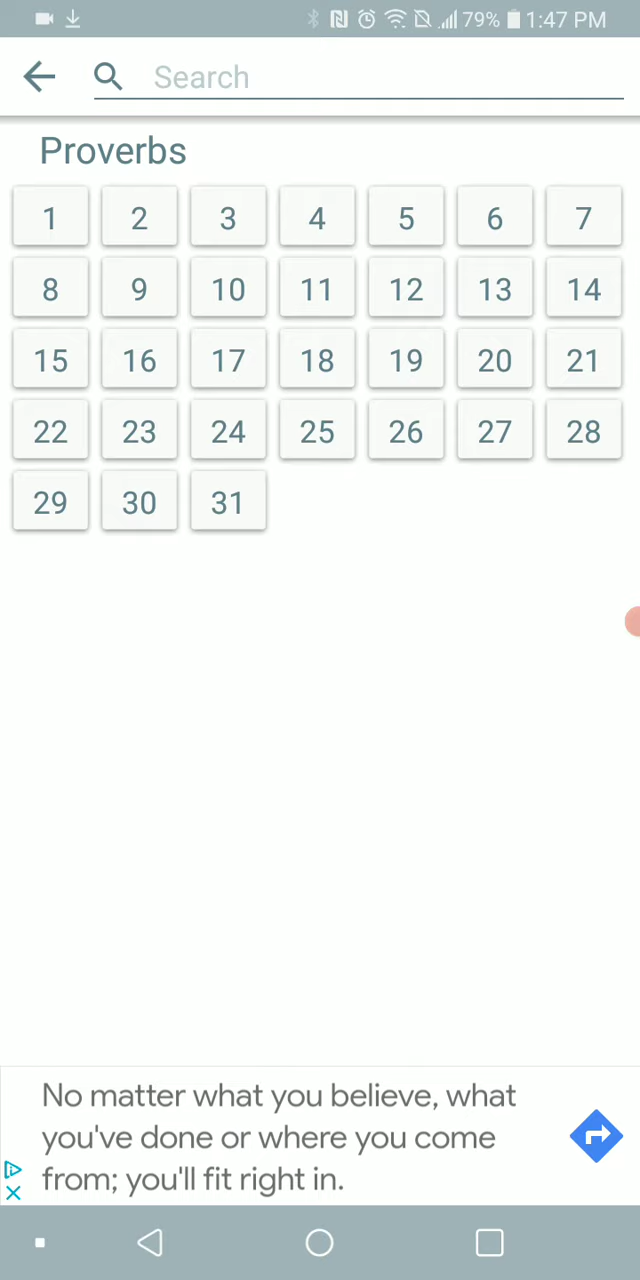 79% 1:47 PM
Search
Proverbs
1 2 3 4 5 6 7
8 9 10 11 12 13 14
15 16 17 18 19 20 21
22 23 24 25 26 27 28
29 30 31
No matter what you believe, what
you've done or where you come
from; you'll fit right in.